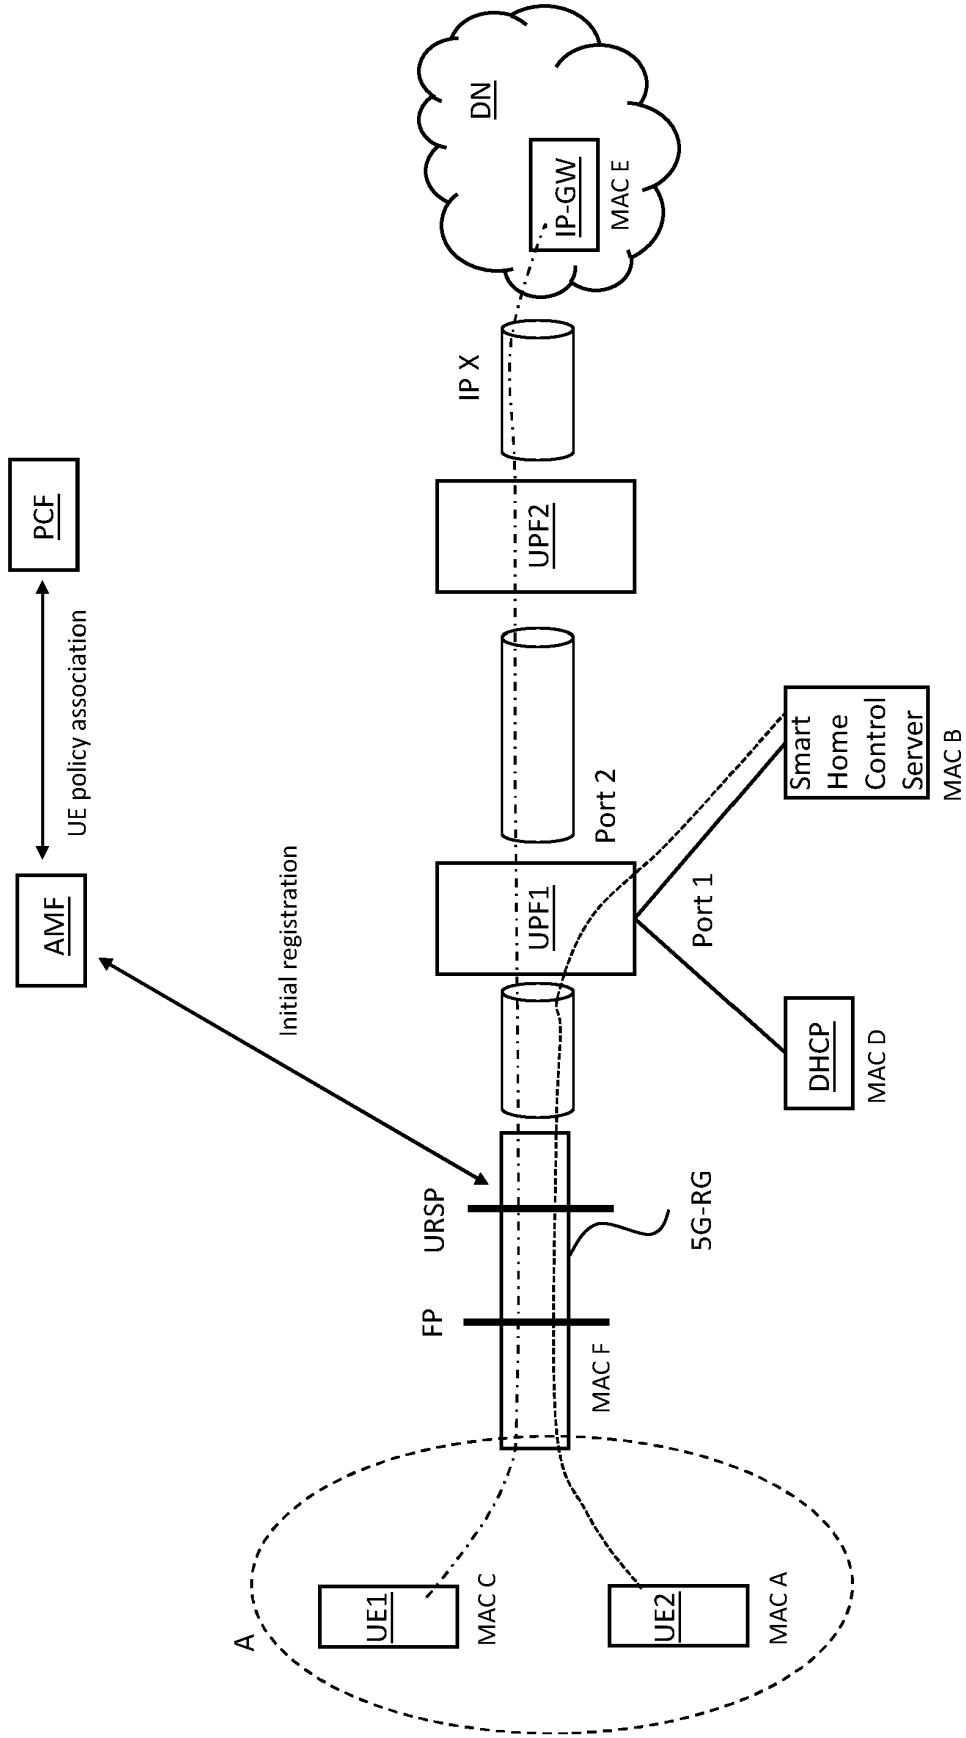 A
UE1
MAC C
UE2
MAC A
FP
URSP
MAC F
5G-RG
Initial registration
AMF
UE policy association
PCF
UPF1
Port 1
Port 2
DHCP
MAC D
Smart
Home
Control
Server
MAC B
UPF2
IP X
IP-GW
MAC E
DN